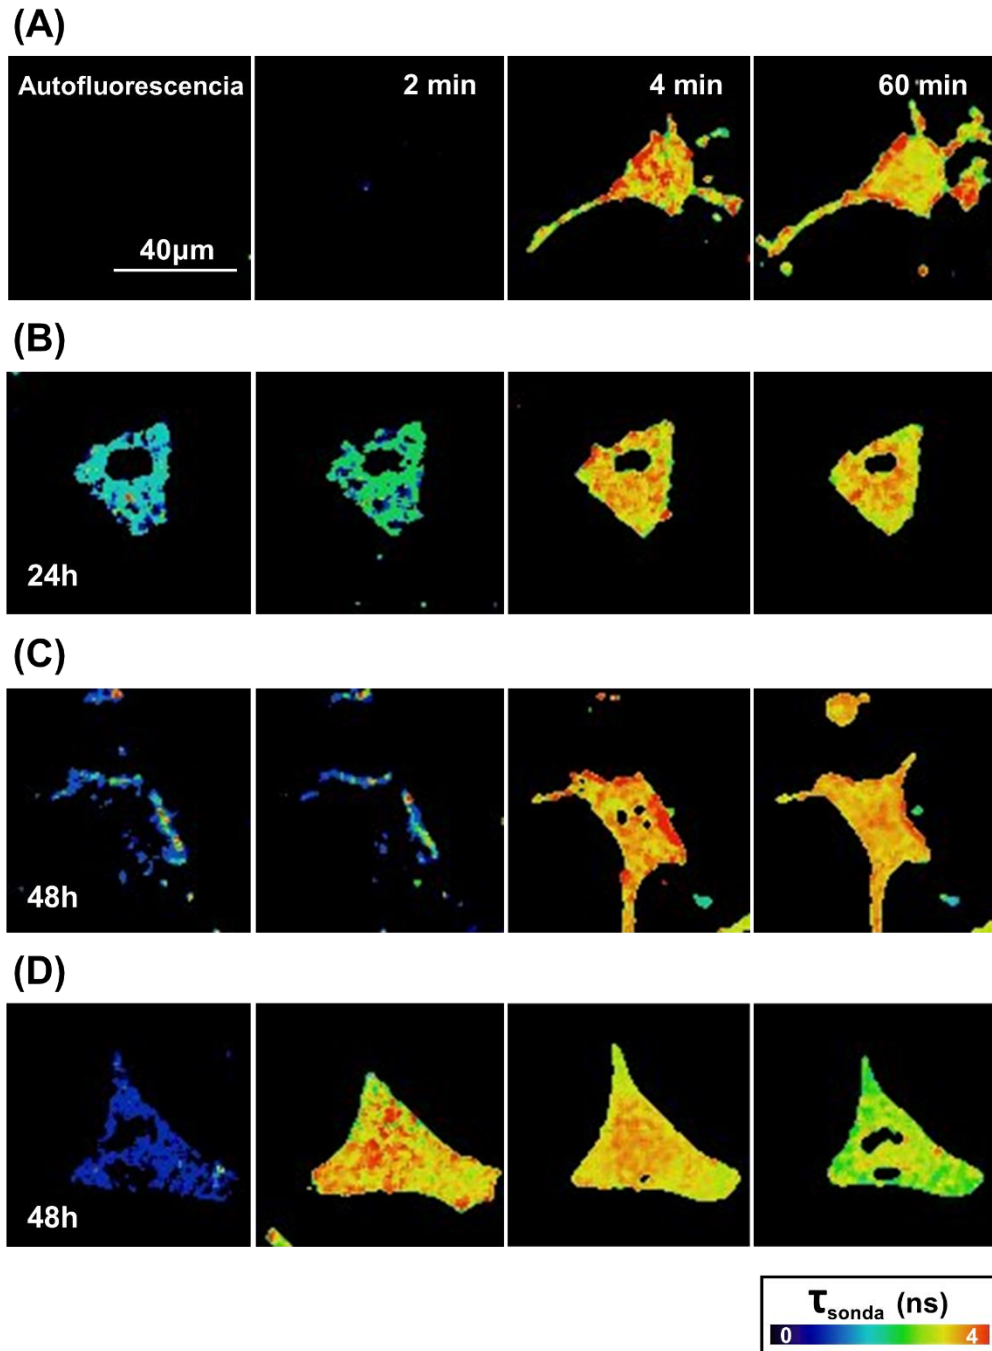 (A)
Autofluorescencia 2 min 4 min 60 min
40µm
(B)
24h
(C)
48h
(D)
48h
τsonda (ns)
0 4